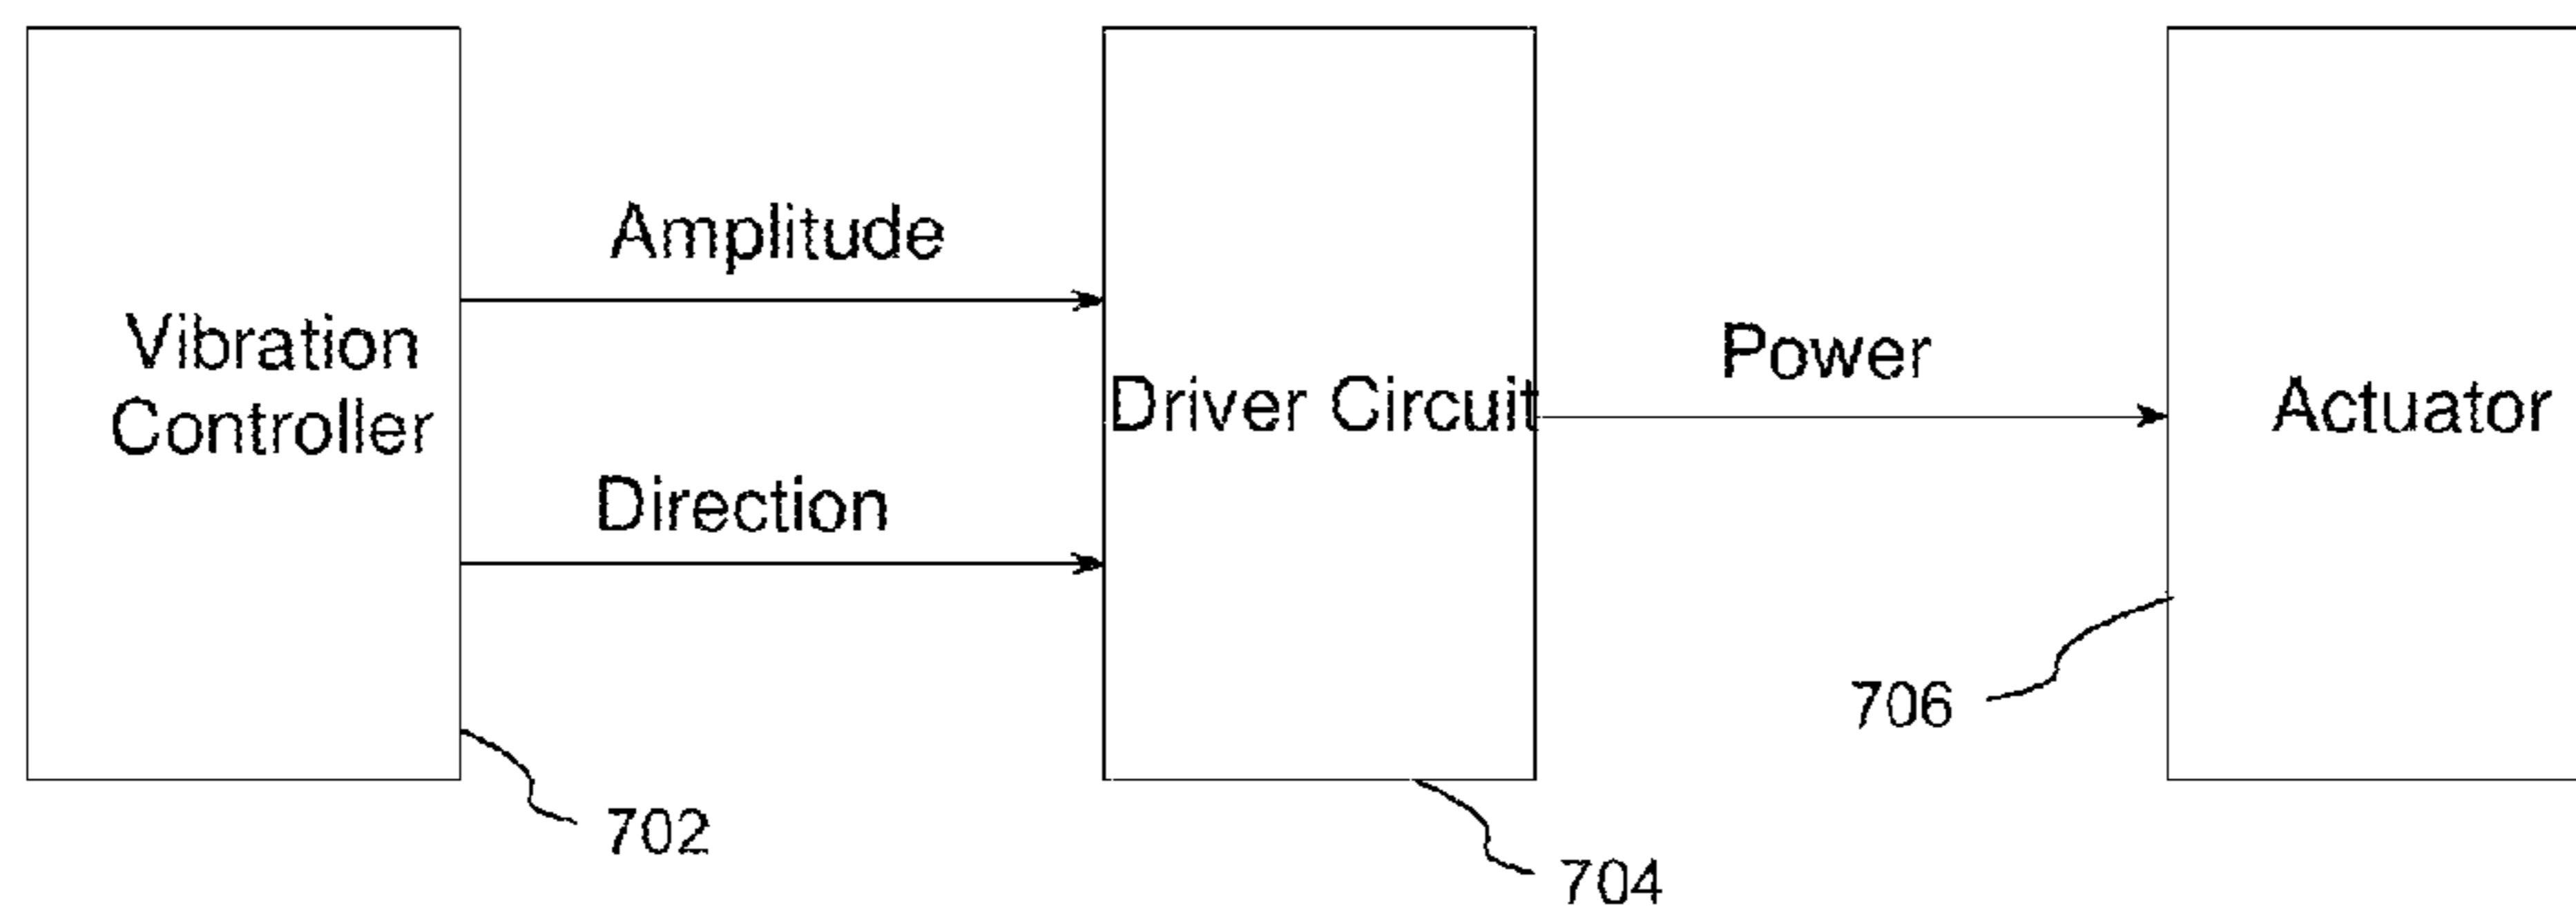 Vibration
Controller
Amplitude
Direction
Driver Circuit
Power
Actuator
702
704
706